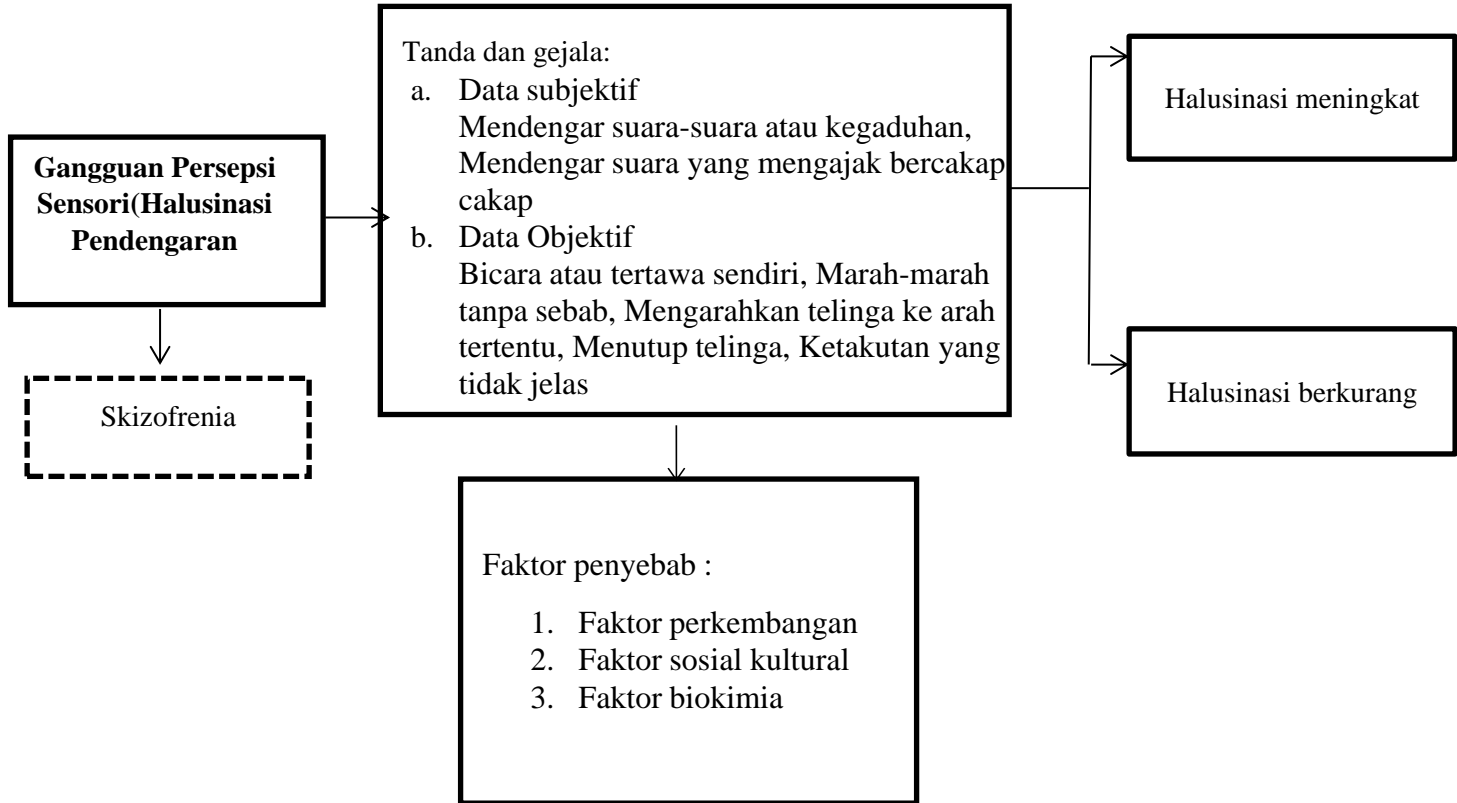 Gangguan Persepsi
Sensori(Halusinasi
Pendengaran
Skizofrenia
Tanda dan gejala:
a. Data subjektif
Mendengar suara-suara atau kegaduhan,
Mendengar suara yang mengajak bercakap
cakap
b. Data Objektif
Bicara atau tertawa sendiri, Marah-marah
tanpa sebab, Mengarahkan telinga ke arah
tertentu, Menutup telinga, Ketakutan yang
tidak jelas
Faktor penyebab :
1. Faktor perkembangan
2. Faktor sosial kultural
3. Faktor biokimia
Halusinasi meningkat
Halusinasi berkurang